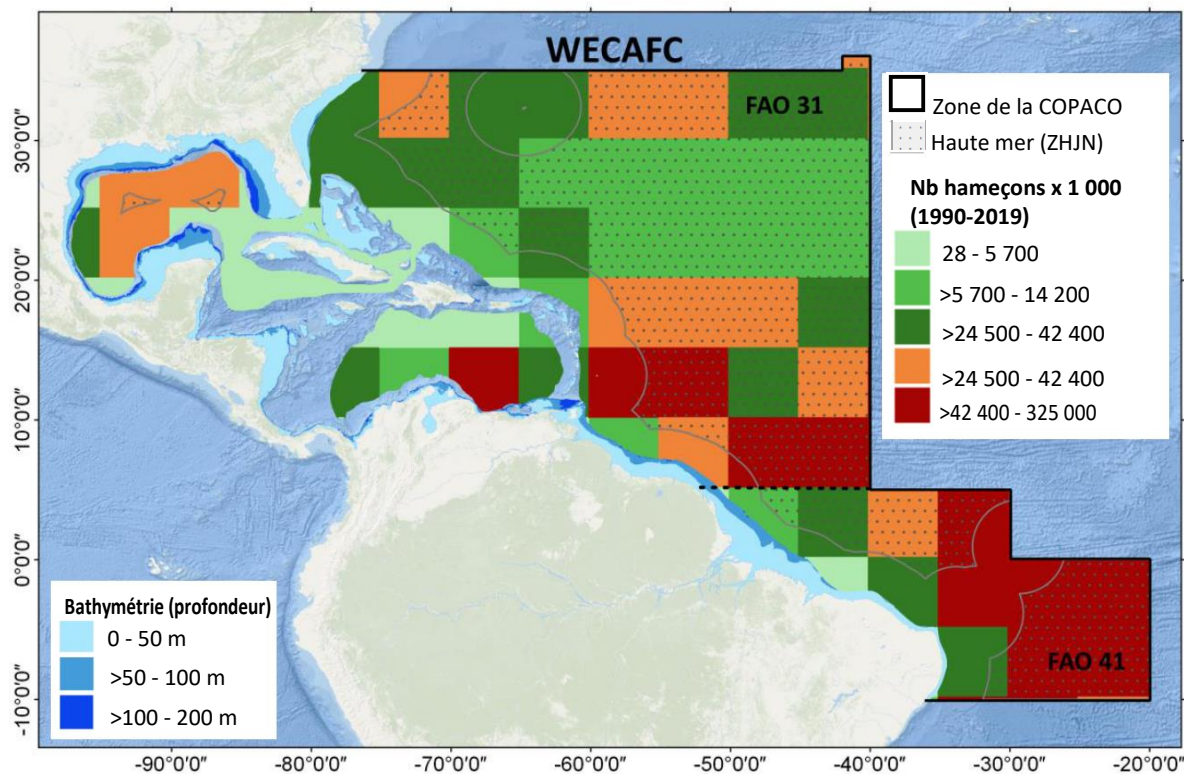 WECAFC
FAO 31
Zone de la COPACO
Haute mer (ZHJN)
Nb hameçons x 1 000
(1990-2019)
28 - 5 700
>5 700 - 14 200
>24 500 - 42 400
>24 500 - 42 400
>42 400 - 325 000
30°0'0"
20°0'0"
10°0'0"
0°0'0"
-10°0'0"
Bathymétrie (profondeur)
0 - 50 m
>50 - 100 m
>100 - 200 m
FAO 41
-90°0'0" -80°0'0" -70°0'0" -60°0'0" -50°0'0" -40°0'0" -30°0'0" -20°0'0"